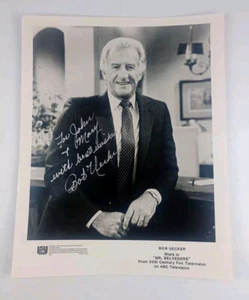 For John
& Mary
with best wishes
Bob Uecker
BOB UECKER
Stars in
"MR. BELVEDERE"
From 20th Century Fox Television
on ABC Television